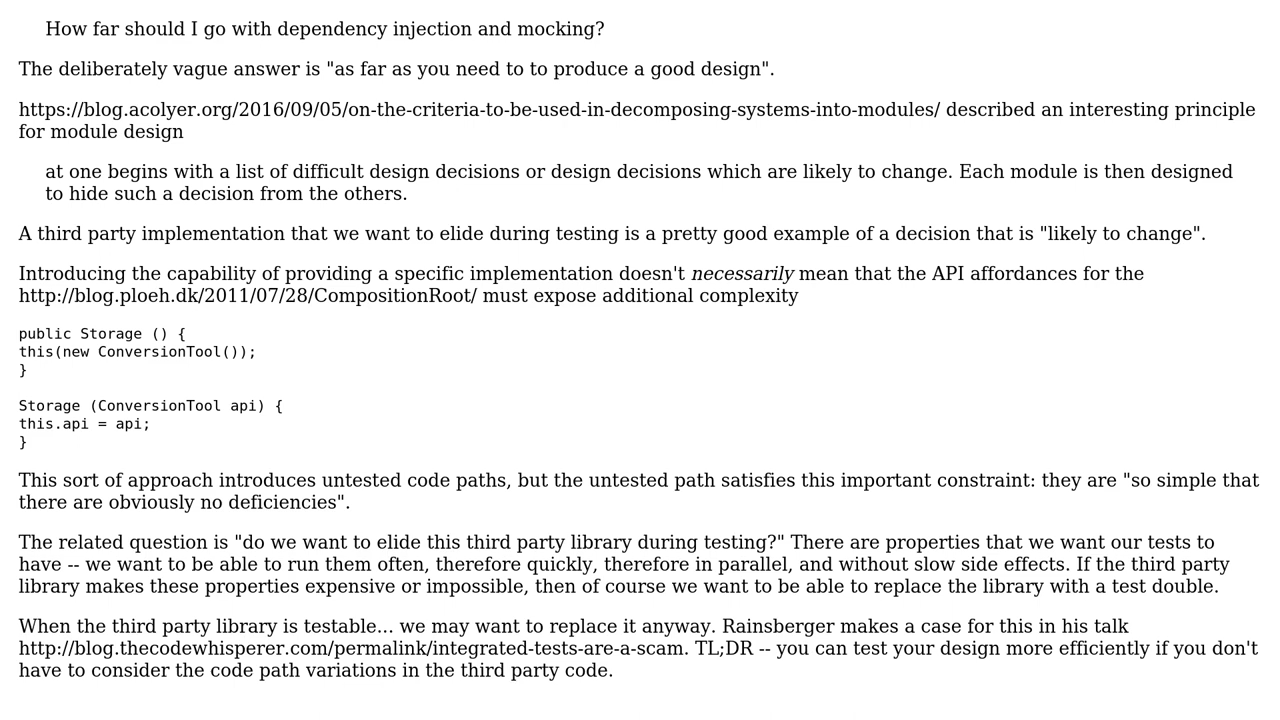 How far should I go with dependency injection and mocking?
The deliberately vague answer is "as far as you need to to produce a good design".
https://blog.acolyer.org/2016/09/05/on-the-criteria-to-be-used-in-decomposing-systems-into-modules/ described an interesting principle
for module design
at one begins with a list of difficult design decisions or design decisions which are likely to change. Each module is then designed
to hide such a decision from the others.
A third party implementation that we want to elide during testing is a pretty good example of a decision that is "likely to change".
Introducing the capability of providing a specific implementation doesn't necessarily mean that the API affordances for the
http://blog.ploeh.dk/2011/07/28/CompositionRoot/ must expose additional complexity
public Storage () {
this(new ConversionTool());
}
Storage (ConversionTool api) {
this.api = api;
}
This sort of approach introduces untested code paths, but the untested path satisfies this important constraint: they are "so simple that
there are obviously no deficiencies".
The related question is "do we want to elide this third party library during testing?" There are properties that we want our tests to
have -- we want to be able to run them often, therefore quickly, therefore in parallel, and without slow side effects. If the third party
library makes these properties expensive or impossible, then of course we want to be able to replace the library with a test double.
When the third party library is testable... we may want to replace it anyway. Rainsberger makes a case for this in his talk
http://blog.thecodewhisperer.com/permalink/integrated-tests-are-a-scam. TL;DR -- you can test your design more efficiently if you don't
have to consider the code path variations in the third party code.